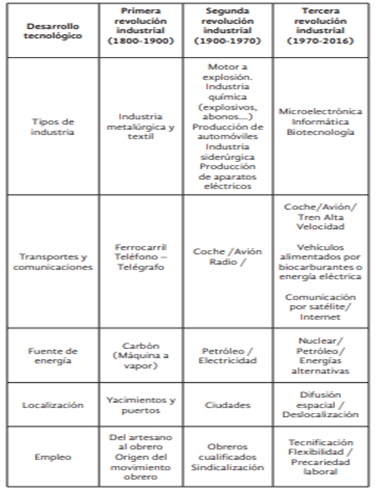 Desarrollo
tecnológico
Primera
revolución
industrial
(1800-1900)
Segunda
revolución
industrial
(1900-1970)
Tercera
revolución
industrial
(1970-2016)
Tipos de
industria
Industria
metalúrgica y
textil
Motor a
explosión.
Industria
química
(explosivos,
abonos...)
Producción de
automóviles
Industria
siderúrgica
Producción
de aparatos
eléctricos
Microelectrónica
Informática
Biotecnología
Transportes y
comunicaciones
Ferrocarril
Teléfono –
Telégrafo
Coche /Avión
Radio /
Coche/Avión/
Tren Alta
Velocidad
Vehículos
alimentados por
biocarburantes o
energía eléctrica
Comunicación
por satélite/
Internet
Fuente de
energía
Carbón
(Máquina a
vapor)
Petróleo /
Electricidad
Nuclear/
Petróleo/
Energías
alternativas
Localización
Yacimientos y
puertos
Ciudades
Difusión
espacial /
Deslocalización
Empleo
Del artesano
al obrero
Origen del
movimiento
obrero
Obreros
cualificados
Sindicalización
Tecnificación
Flexibilidad /
Precariedad
laboral